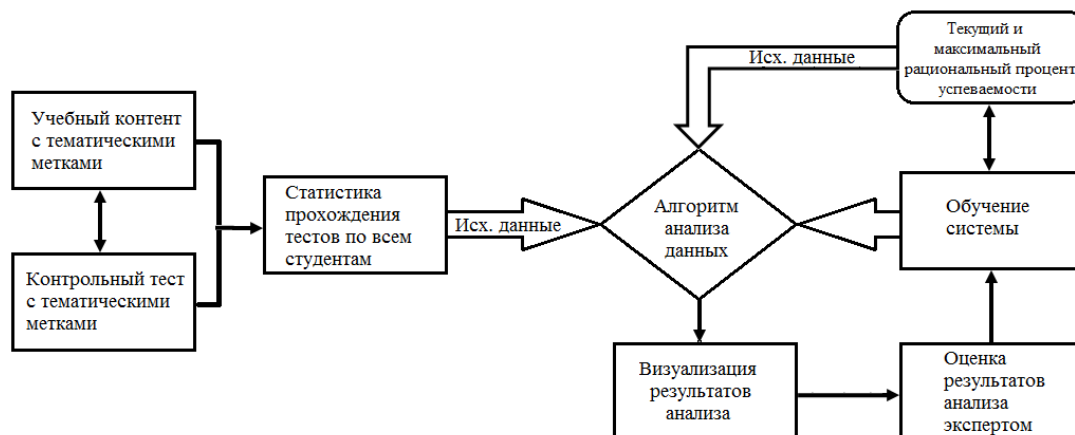 Учебный контент
с тематическими
метками
Контрольный тест
с тематическими
метками
Статистика
прохождения
тестов по всем
студентам
Исх. данные
Алгоритм
анализа
данных
Исх. данные
Текущий и
максимальный
рациональный процент
успеваемости
Обучение
системы
Визуализация
результатов
анализа
Оценка
результатов
анализа
экспертом